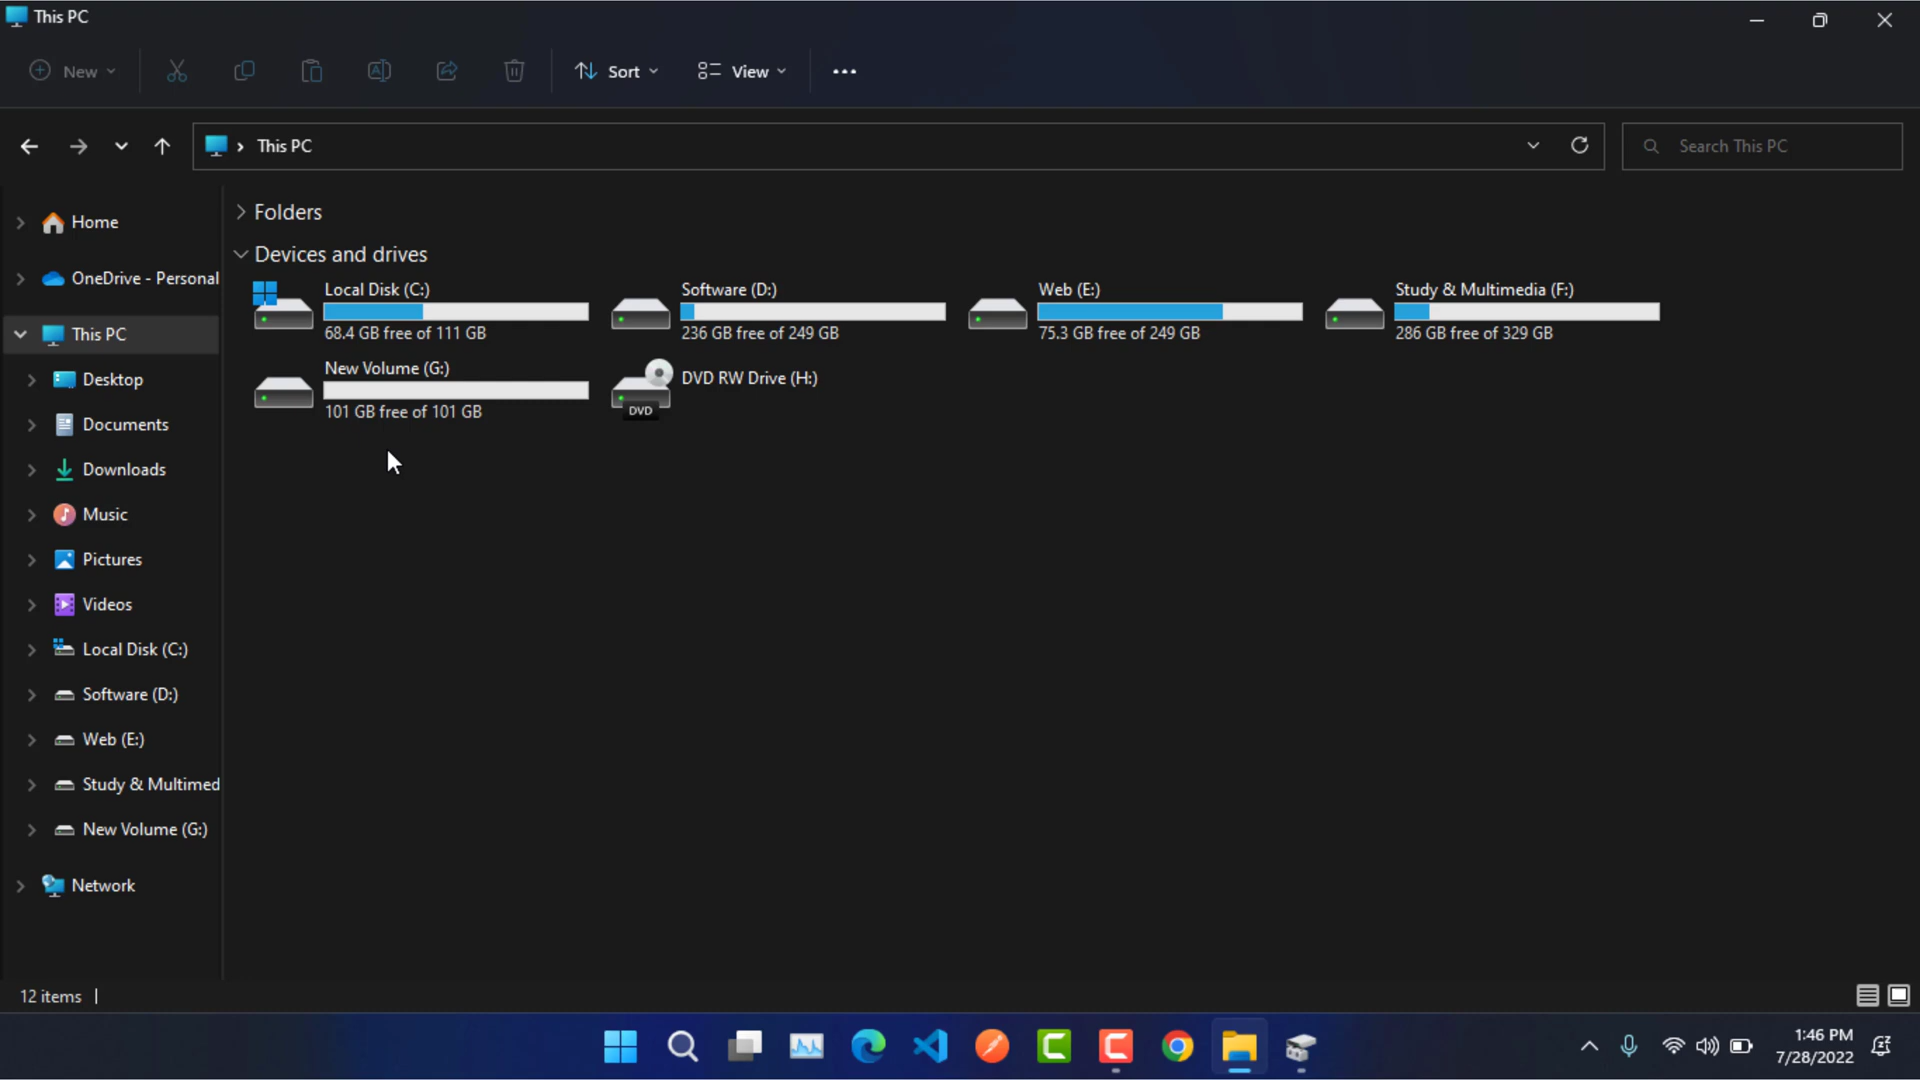 This PC
New
Sort
View
This PC
Search This PC
Home
OneDrive - Personal
This PC
Desktop
Documents
Downloads
Music
Pictures
Videos
Local Disk (C:)
Software (D:)
Web (E:)
Study & Multimed
New Volume (G:)
Network
Folders
Devices and drives
Local Disk (C:)
68.4 GB free of 111 GB
Software (D:)
236 GB free of 249 GB
Web (E:)
75.3 GB free of 249 GB
Study & Multimedia (F:)
286 GB free of 329 GB
New Volume (G:)
101 GB free of 101 GB
DVD RW Drive (H:)
DVD
12 items
1:46 PM
7/28/2022